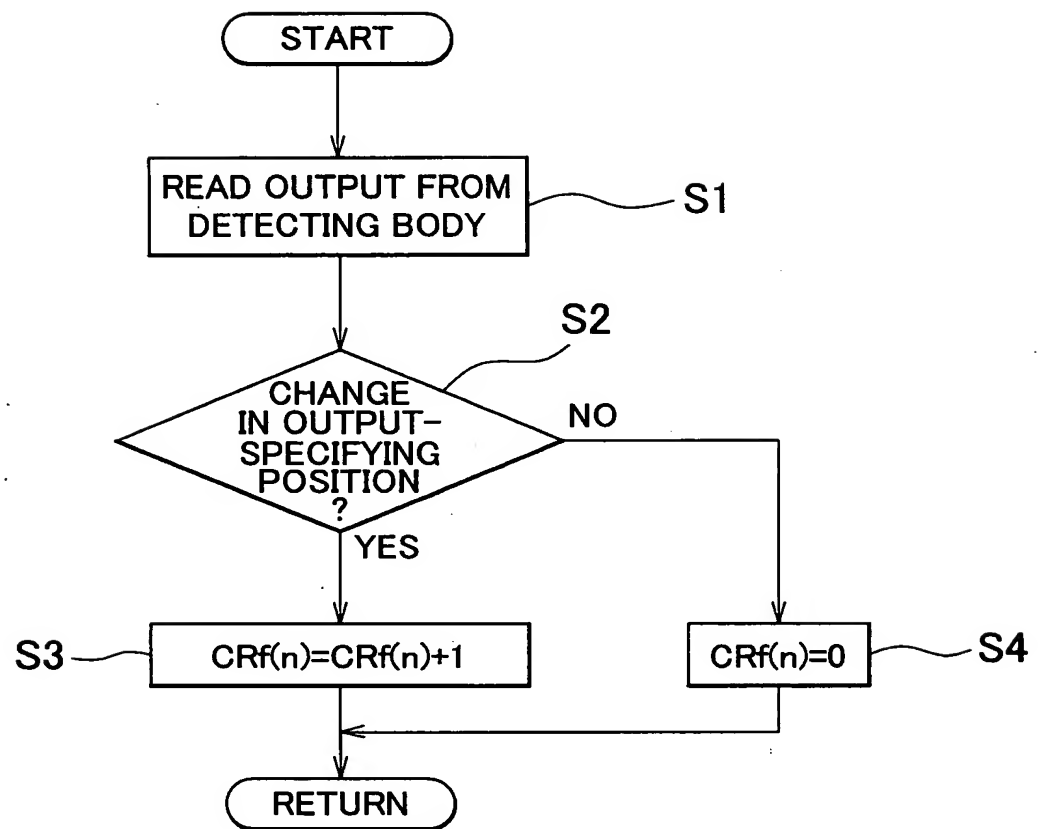 START
READ OUTPUT FROM
DETECTING BODY
S1
S2
CHANGE
IN OUTPUT-
SPECIFYING
POSITION
?
NO
YES
S3
CRf(n)=CRf(n)+1
CRf(n)=0
S4
RETURN